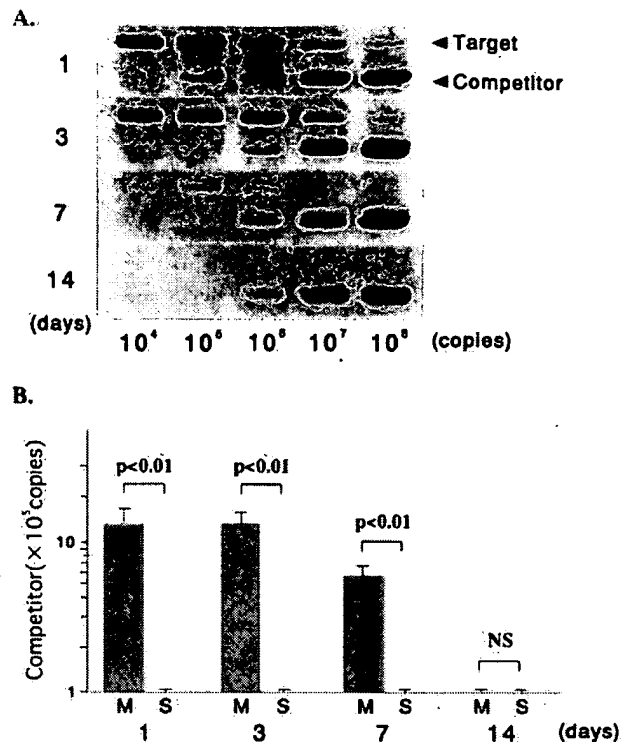 A.
1
◄ Target
◄ Competitor
3
7
14
(days)
10⁴ 10⁵ 10⁶ 10⁷ 10⁸ (copies)
B.
Competitor(×10⁵copies)
p<0.01
p<0.01
p<0.01
NS
10
1
M S M S M S M S
1 3 7 14 (days)